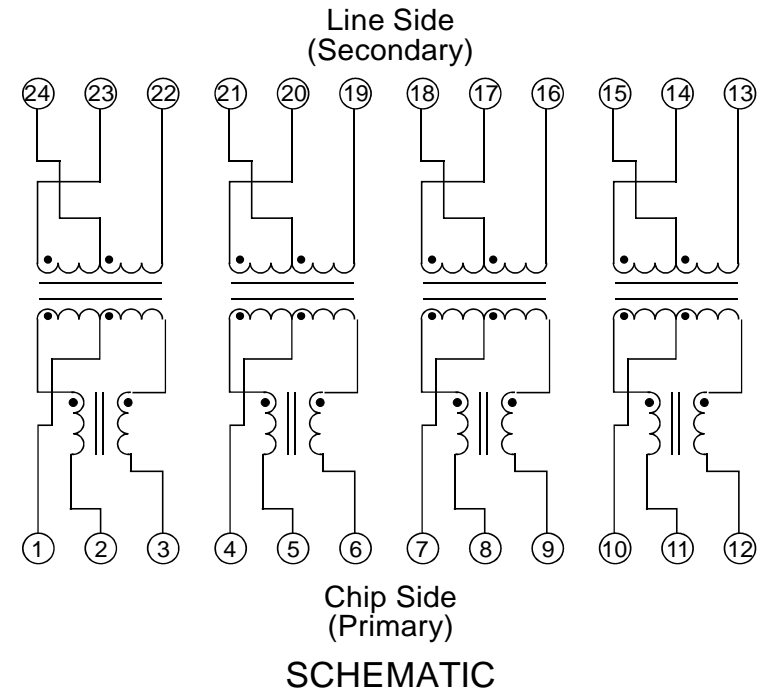 Line Side
(Secondary)
24 23 22 21 20 19 18 17 16 15 14 13
1 2 3 4 5 6 7 8 9 10 11 12
Chip Side
(Primary)
SCHEMATIC